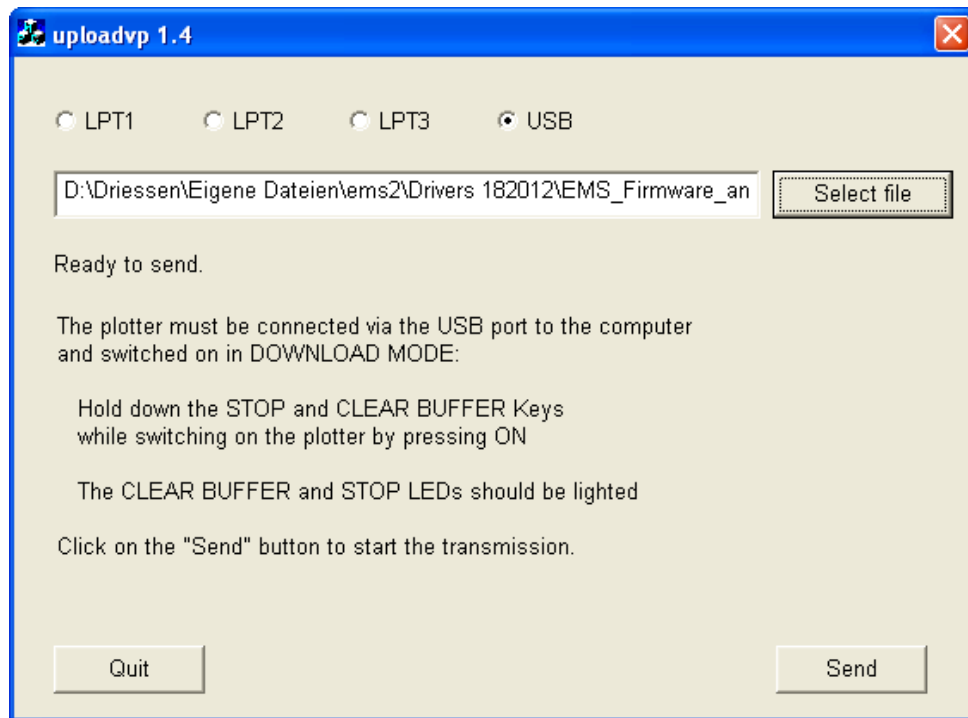 uploadvp 1.4
LPT1 LPT2 LPT3 USB
D:\Driessen\Eigene Dateien\ems2\Drivers 182012\EMS_Firmware_an
Select file
Ready to send.
The plotter must be connected via the USB port to the computer
and switched on in DOWNLOAD MODE:
Hold down the STOP and CLEAR BUFFER Keys
while switching on the plotter by pressing ON
The CLEAR BUFFER and STOP LEDs should be lighted
Click on the "Send" button to start the transmission.
Quit
Send